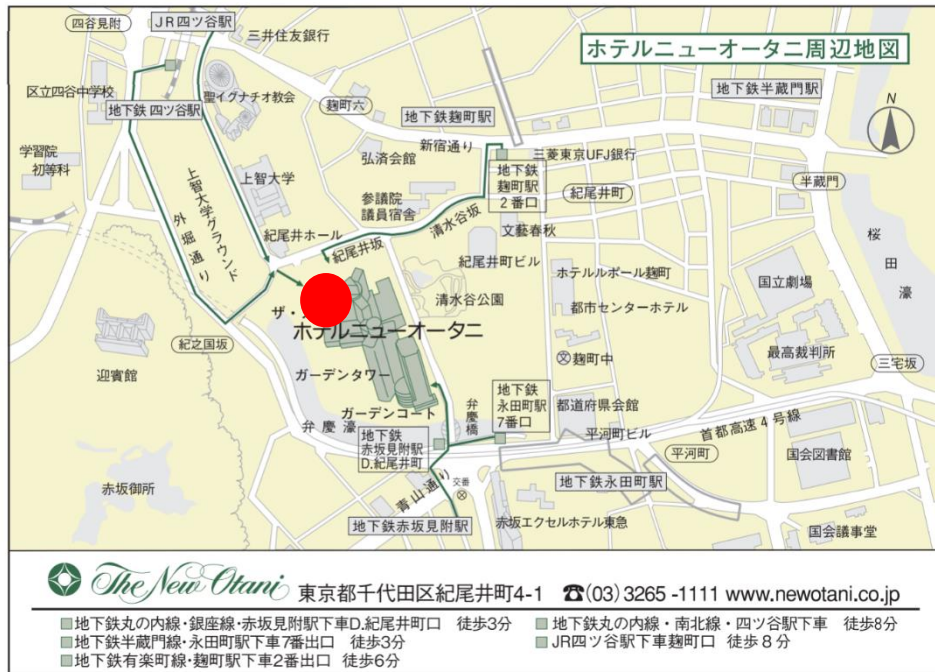 四谷見附
JR四ツ谷駅
三井住友銀行
ホテルニューオータニ周辺地図
区立四谷中学校
地下鉄 四ツ谷駅
聖イグナチオ教会
麹町六
地下鉄麹町駅
地下鉄半蔵門駅
N
学習院
初等科
上智大学
弘済会館
新宿通り
三菱東京UFJ銀行
地下鉄
麹町駅
2番口
紀尾井町
半蔵門
上智大学グラウンド
外堀通り
参議院
議員宿舎
清水谷坂
文藝春秋
紀尾井ホール
紀尾井坂
紀尾井町ビル
ホテルルポール麹町
国立劇場
桜田濠
清水谷公園
都市センターホテル
ザ・
ホテルニューオータニ
紀之国坂
迎賓館
最高裁判所
文麹町中
三宅坂
ガーデンタワー
ガーデンコート
地下鉄
永田町駅
7番口
都道府県会館
弁慶濠
弁慶橋
地下鉄
赤坂見附駅
D.紀尾井町
平河町ビル
首都高速4号線
平河町
国会図書館
赤坂御所
青山通り
交番
地下鉄永田町駅
地下鉄赤坂見附駅
赤坂エクセルホテル東急
国会議事堂
The New Otani 東京都千代田区紀尾井町4-1 ☎(03)3265-1111 www.newotani.co.jp
地下鉄丸の内線・銀座線・赤坂見附駅下車D.紀尾井町口 徒歩3分
地下鉄丸の内線・南北線・四ツ谷駅下車 徒歩8分
地下鉄半蔵門線・永田町駅下車7番出口 徒歩3分
JR四ツ谷駅下車麹町口 徒歩8分
地下鉄有楽町線・麹町駅下車2番出口 徒歩6分